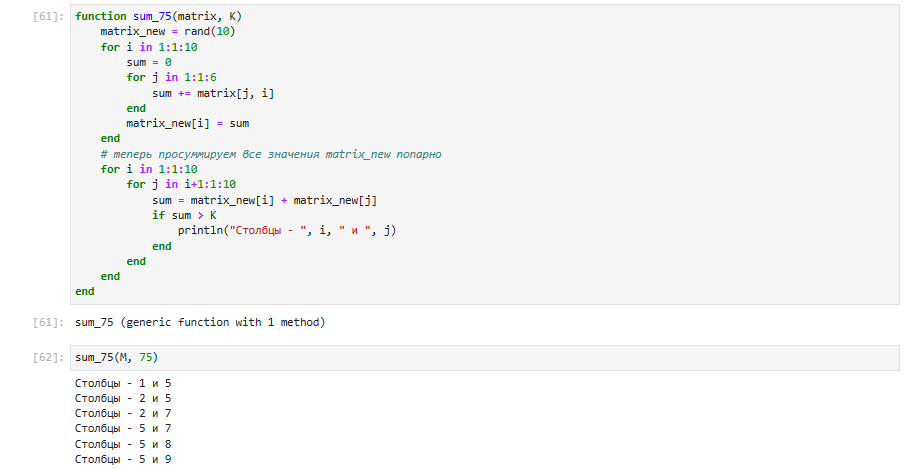 [61]: function sum_75(matrix, K)
    matrix_new = rand(10)
    for i in 1:1:10
        sum = 0
        for j in 1:1:6
            sum += matrix[j, i]
        end
        matrix_new[i] = sum
    end
    # теперь просуммируем все значения matrix_new попарно
    for i in 1:1:10
        for j in i+1:1:10
            sum = matrix_new[i] + matrix_new[j]
            if sum > K
                println("Столбцы - ", i, " и ", j)
            end
        end
    end
end
[61]: sum_75 (generic function with 1 method)
[62]: sum_75(M, 75)
Столбцы - 1 и 5
Столбцы - 2 и 5
Столбцы - 2 и 7
Столбцы - 5 и 7
Столбцы - 5 и 8
Столбцы - 5 и 9